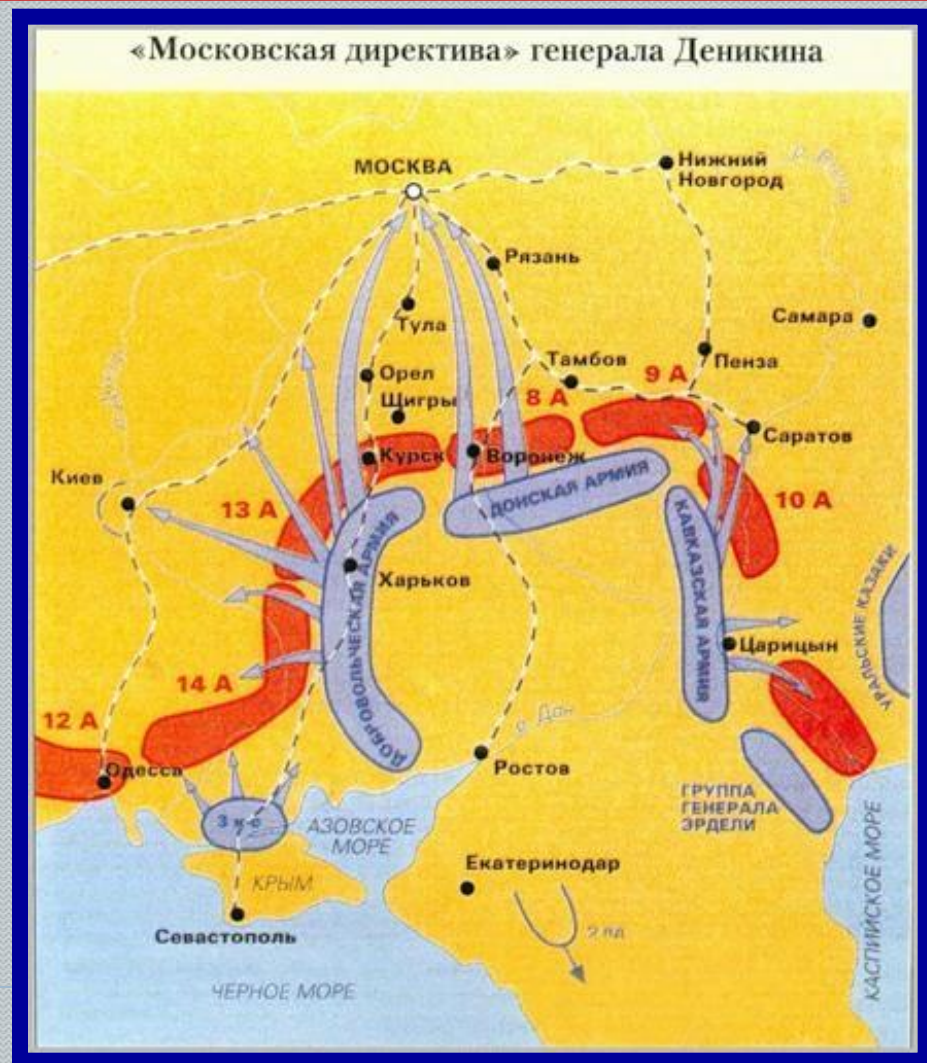 «Московская директива» генерала Деникина
МОСКВА
Нижний
Новгород
Рязань
Тула
Самара
Пенза
Тамбов
9 А
Орел
8 А
Щигры
Саратов
Курск
Воронеж
Киев
ДОНСКАЯ АРМИЯ
10 А
13 А
КАВКАЗСКАЯ АРМИЯ
Харьков
ДОБРОВОЛЬЧЕСКАЯ АРМИЯ
УРАЛЬСКИЕ КАЗАКИ
Царицын
14 А
р. Дон
12 А
Одесса
Ростов
ГРУППА
ГЕНЕРАЛА
ЭРДЕЛИ
3 к-с
АЗОВСКОЕ
МОРЕ
КРЫМ
Екатеринодар
Севастополь
ЧЕРНОЕ МОРЕ
КАСПИЙСКОЕ МОРЕ